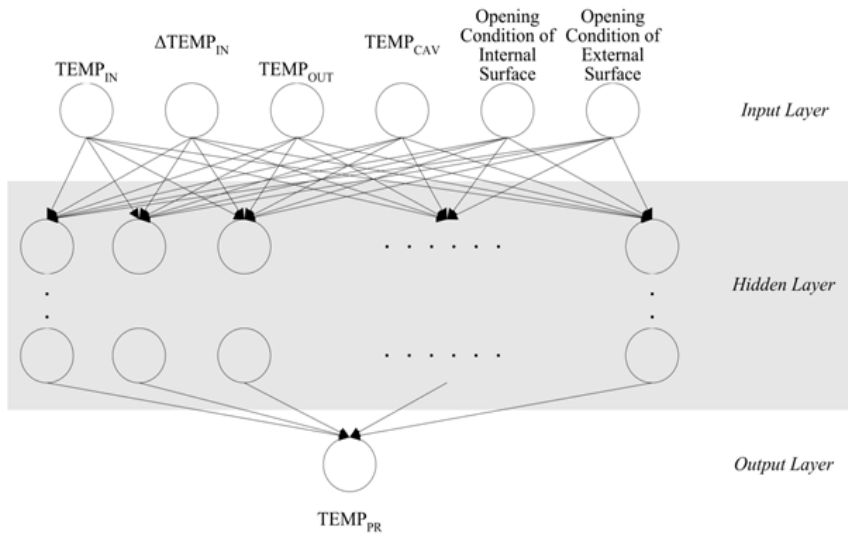 TEMP_IN
ΔTEMP_IN
TEMP_OUT
TEMP_CAV
Opening
Condition of
Internal
Surface
Opening
Condition of
External
Surface
Input Layer
Hidden Layer
Output Layer
TEMP_PR